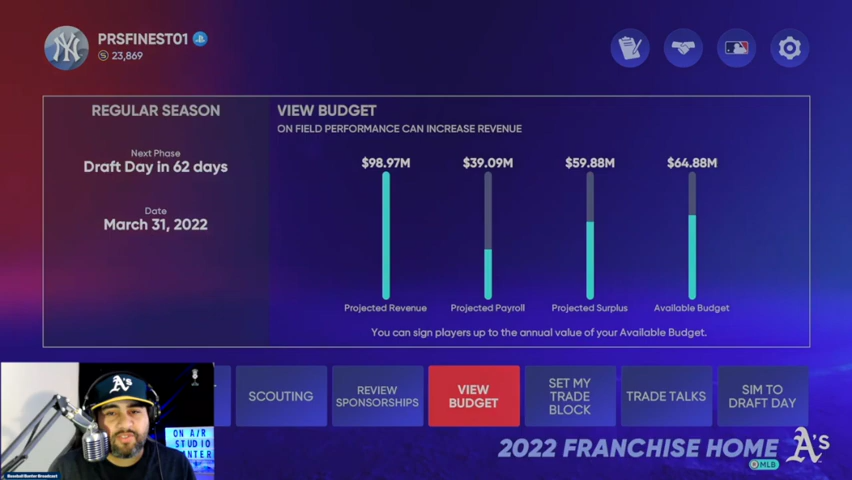 PRSFINEST01
23,869
REGULAR SEASON
Next Phase
Draft Day in 62 days
Date
March 31, 2022
VIEW BUDGET
ON FIELD PERFORMANCE CAN INCREASE REVENUE
$98.97M
$39.09M
$59.88M
$64.88M
Projected Revenue
Projected Payroll
Projected Surplus
Available Budget
You can sign players up to the annual value of your Available Budget.
SCOUTING
REVIEW
SPONSORSHIPS
VIEW
BUDGET
SET MY
TRADE
BLOCK
TRADE TALKS
SIM TO
DRAFT DAY
2022 FRANCHISE HOME
A's
MLB
A's
ON A/R
STUDIO
Baseball Banter Broadcast